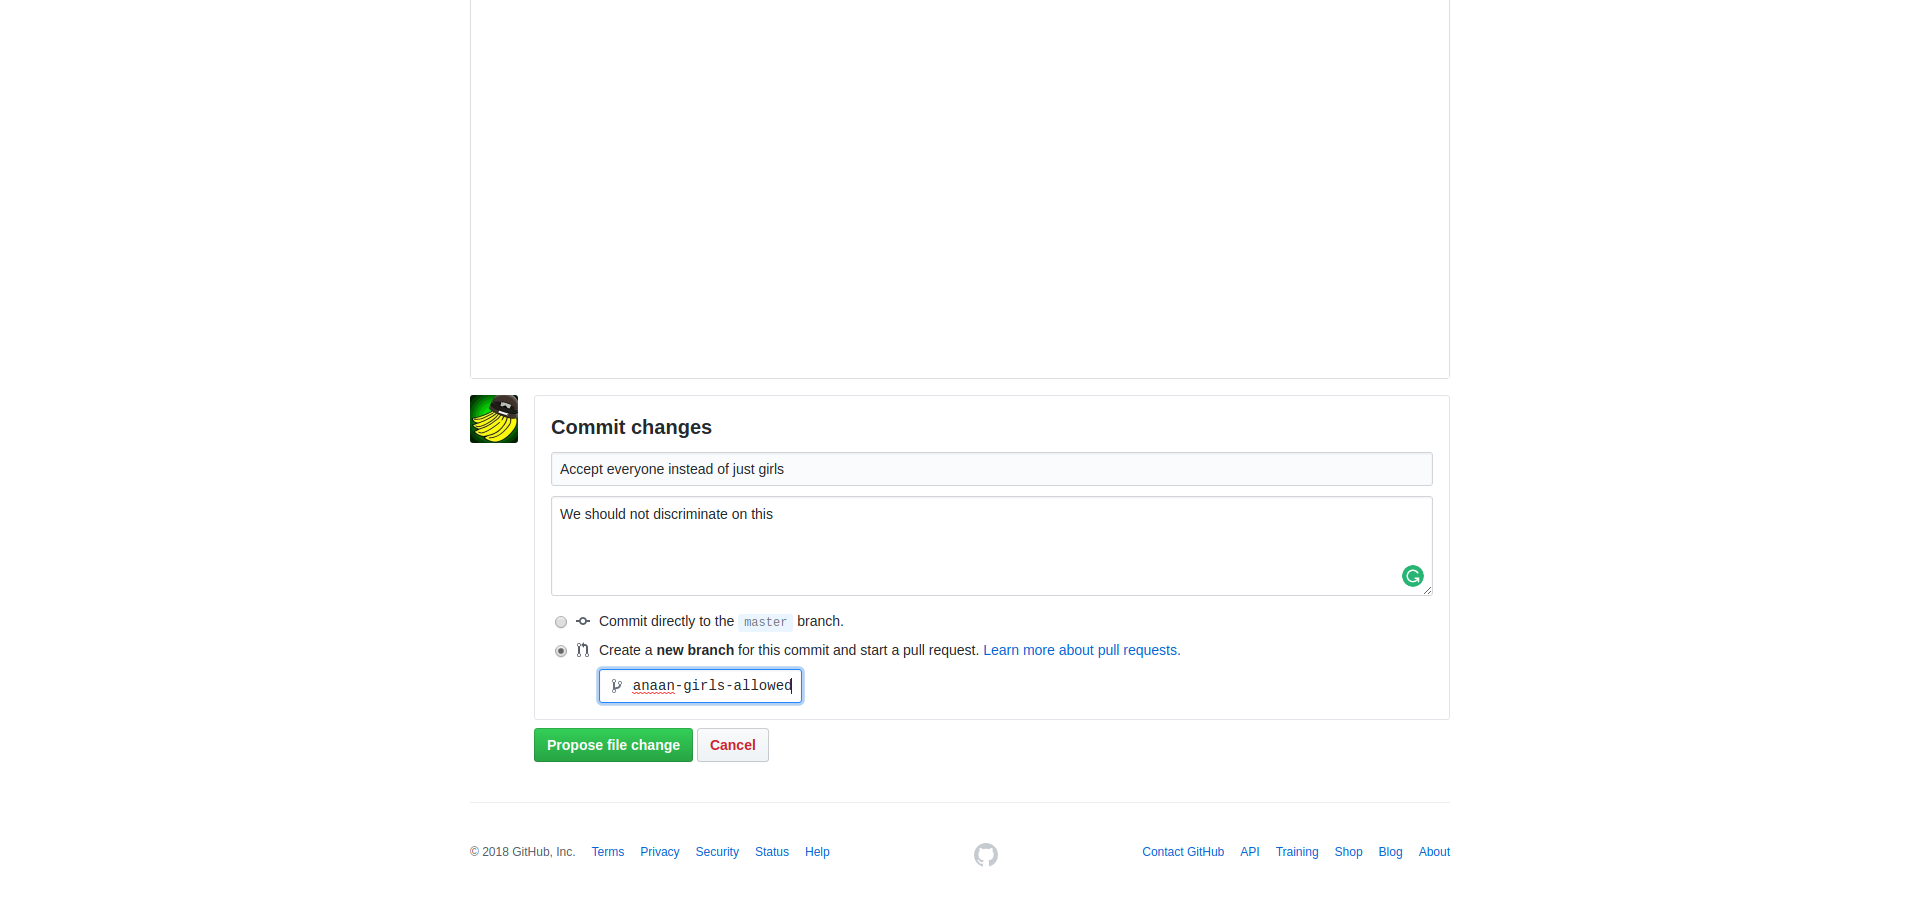 Commit changes
Accept everyone instead of just girls
We should not discriminate on this
Commit directly to the master branch.
Create a new branch for this commit and start a pull request. Learn more about pull requests.
anaan-girls-allowed
Propose file change Cancel
© 2018 GitHub, Inc. Terms Privacy Security Status Help Contact GitHub API Training Shop Blog About